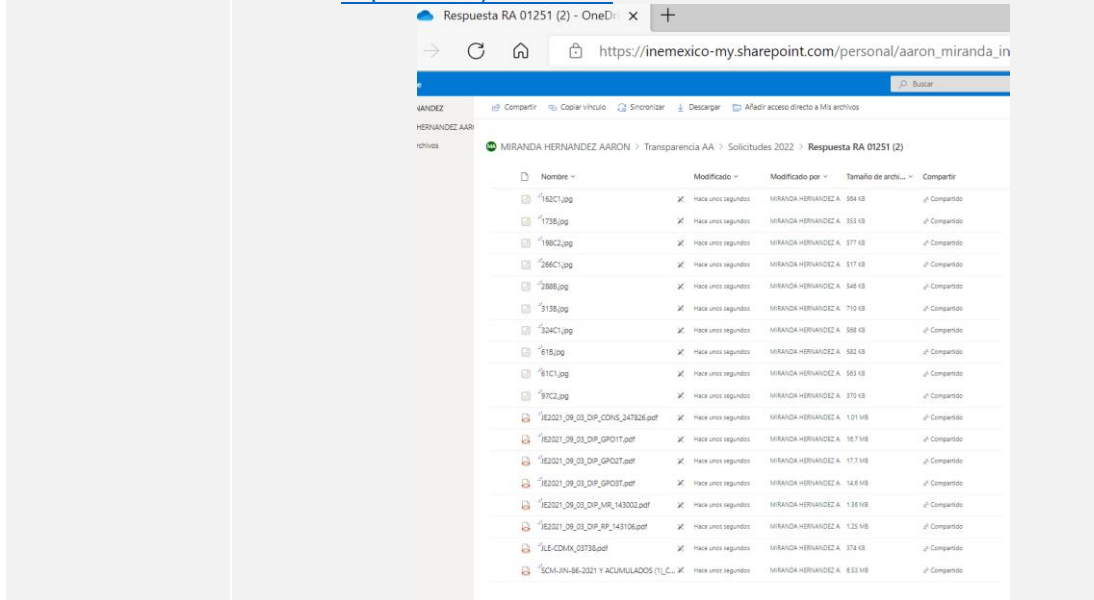 Respuesta RA 01251 (2) - OneDri
https://inemexico-my.sharepoint.com/personal/aaron_miranda_in
Buscar
NANDEZ
HERNANDEZ AAR
rchivos
Compartir Copiar vínculo Sincronizar Descargar Añadir acceso directo a Mis archivos
MA MIRANDA HERNANDEZ AARON > Transparencia AA > Solicitudes 2022 > Respuesta RA 01251 (2)
Nombre Modificado Modificado por Tamaño de archi... Compartir
162C1.jpg Hace unos segundos MIRANDA HERNANDEZ A 564 KB Compartido
173B.jpg Hace unos segundos MIRANDA HERNANDEZ A 353 KB Compartido
198C2.jpg Hace unos segundos MIRANDA HERNANDEZ A 577 KB Compartido
266C1.jpg Hace unos segundos MIRANDA HERNANDEZ A 517 KB Compartido
288B.jpg Hace unos segundos MIRANDA HERNANDEZ A 546 KB Compartido
313B.jpg Hace unos segundos MIRANDA HERNANDEZ A 710 KB Compartido
324C1.jpg Hace unos segundos MIRANDA HERNANDEZ A 568 KB Compartido
61B.jpg Hace unos segundos MIRANDA HERNANDEZ A 582 KB Compartido
61C1.jpg Hace unos segundos MIRANDA HERNANDEZ A 563 KB Compartido
97C2.jpg Hace unos segundos MIRANDA HERNANDEZ A 370 KB Compartido
JE2021_09_03_DIP_CONS_247826.pdf Hace unos segundos MIRANDA HERNANDEZ A 1.01 MB Compartido
JE2021_09_03_DIP_GPO1T.pdf Hace unos segundos MIRANDA HERNANDEZ A 16,7 MB Compartido
JE2021_09_03_DIP_GPO2T.pdf Hace unos segundos MIRANDA HERNANDEZ A 17,7 MB Compartido
JE2021_09_03_DIP_GPO3T.pdf Hace unos segundos MIRANDA HERNANDEZ A 14,6 MB Compartido
JE2021_09_03_DIP_MR_143002.pdf Hace unos segundos MIRANDA HERNANDEZ A 1.36 MB Compartido
JE2021_09_03_DIP_RP_143106.pdf Hace unos segundos MIRANDA HERNANDEZ A 1.25 MB Compartido
JLE-CDMX_03738.pdf Hace unos segundos MIRANDA HERNANDEZ A 374 KB Compartido
SCM-JIN-86-2021 Y ACUMULADOS (1)_C... Hace unos segundos MIRANDA HERNANDEZ A 6.53 MB Compartido